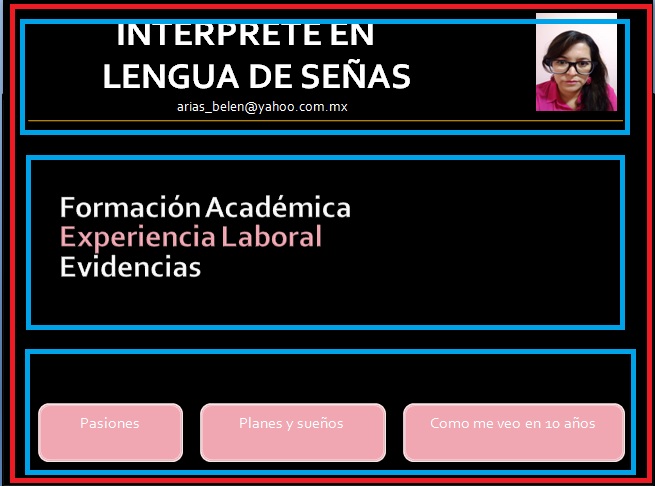 INTERPRETE EN
LENGUA DE SEÑAS
arias_belen@yahoo.com.mx
Formación Académica
Experiencia Laboral
Evidencias
Pasiones
Planes y sueños
Como me veo en 10 años